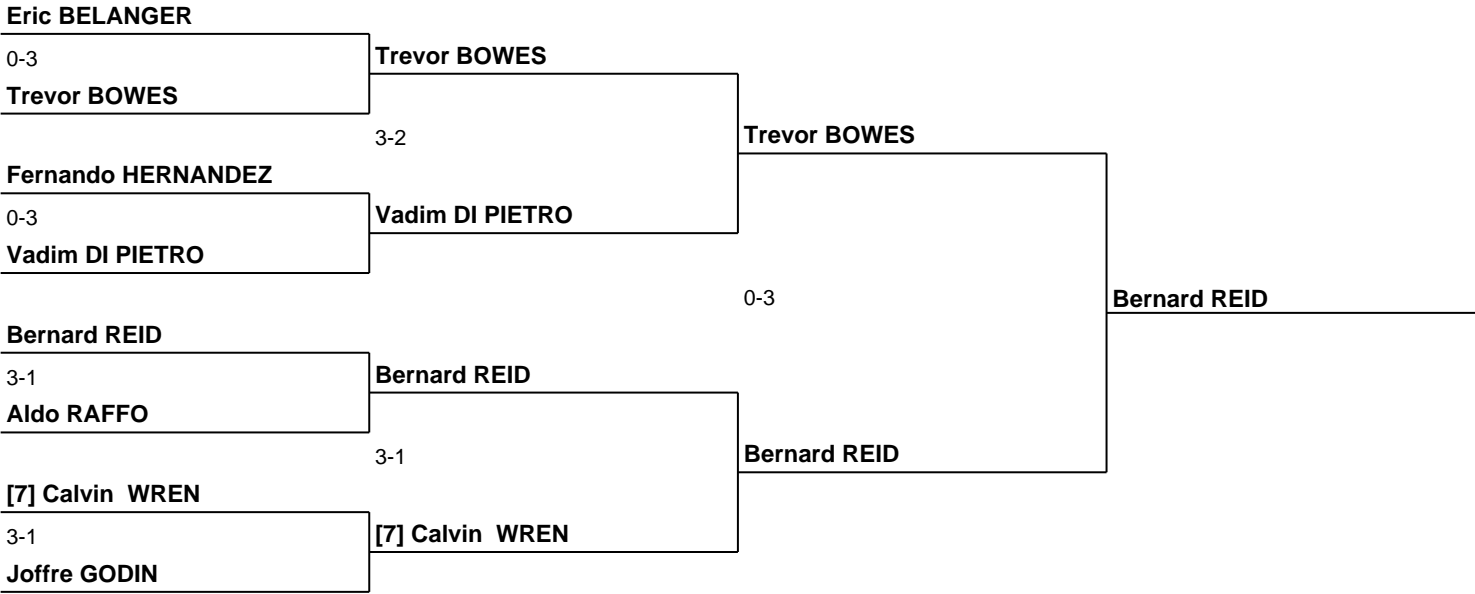 Eric BELANGER
0-3
Trevor BOWES
Trevor BOWES
3-2
Trevor BOWES
Fernando HERNANDEZ
0-3
Vadim DI PIETRO
Vadim DI PIETRO
0-3
Bernard REID
Bernard REID
3-1
Bernard REID
Aldo RAFFO
3-1
Bernard REID
[7] Calvin  WREN
3-1
[7] Calvin  WREN
Joffre GODIN